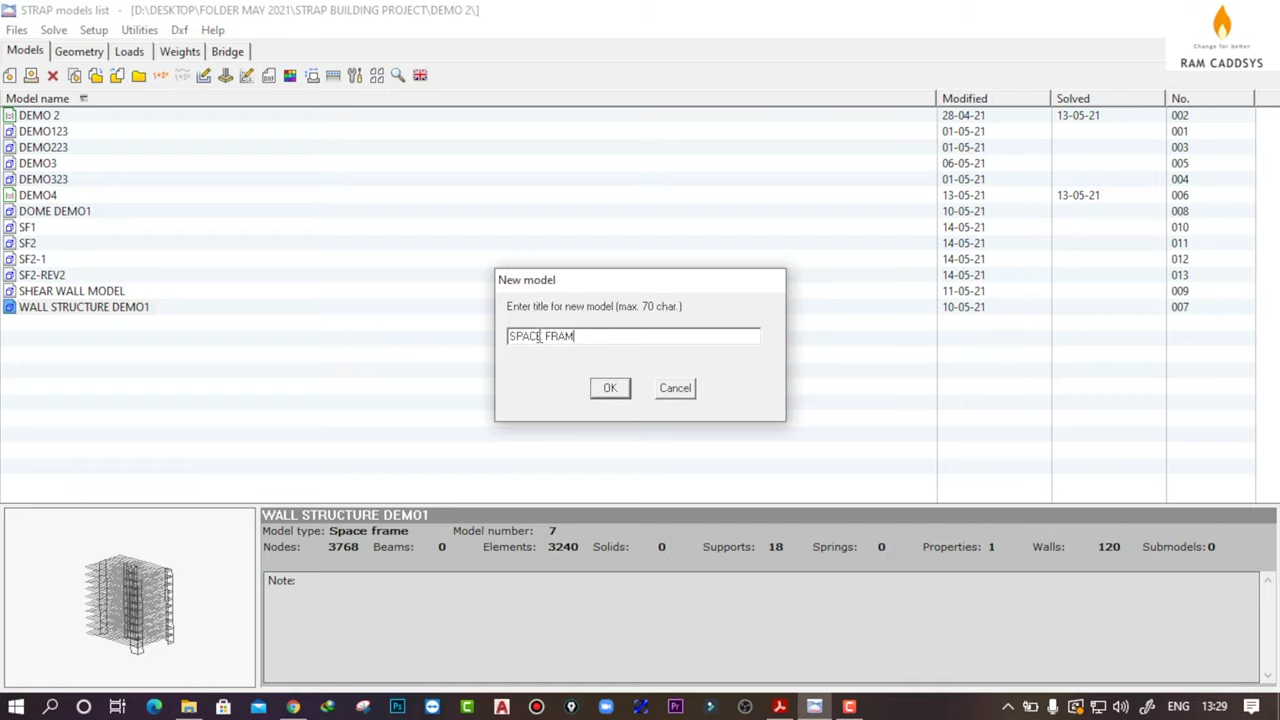 STRAP models list - [D:\DESKTOP\FOLDER MAY 2021\STRAP BUILDING PROJECT\DEMO 2\]
Files Solve Setup Utilities Dxf Help
Change for better
RAM CADDSYS
Models Geometry Loads Weights Bridge
Model name Modified Solved No.
DEMO 2 28-04-21 13-05-21 002
DEMO123 01-05-21 001
DEMO223 01-05-21 003
DEMO3 06-05-21 005
DEMO323 01-05-21 004
DEMO4 13-05-21 13-05-21 006
DOME DEMO1 10-05-21 008
SF1 14-05-21 010
SF2 14-05-21 011
SF2-1 14-05-21 012
SF2-REV2 14-05-21 013
SHEAR WALL MODEL 11-05-21 009
WALL STRUCTURE DEMO1 10-05-21 007
New model
Enter title for new model (max. 70 char.)
SPACE FRAM
OK Cancel
WALL STRUCTURE DEMO1
Model type: Space frame Model number: 7
Nodes: 3768 Beams: 0 Elements: 3240 Solids: 0 Supports: 18 Springs: 0 Properties: 1 Walls: 120 Submodels: 0
Note:
ENG 13:29